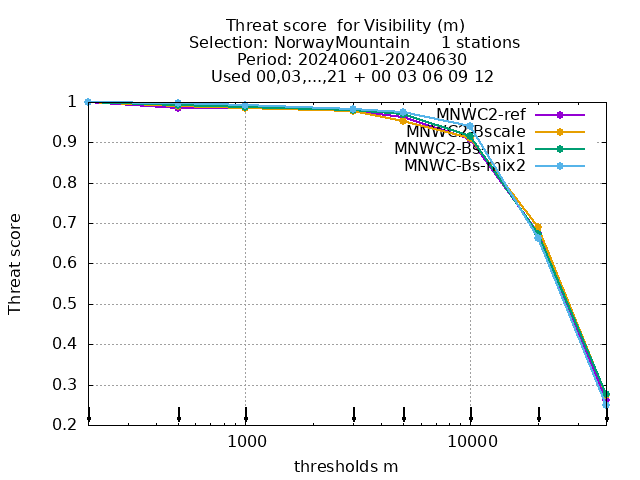 Threat score  for Visibility (m)
Selection: NorwayMountain      1 stations
Period: 20240601-20240630
Used 00,03,...,21 + 00 03 06 09 12
MNWC2-ref
MNWC2-Bscale
MNWC2-Bs-mix1
MNWC-Bs-mix2
Threat score
1
0.9
0.8
0.7
0.6
0.5
0.4
0.3
0.2
1000
10000
thresholds m